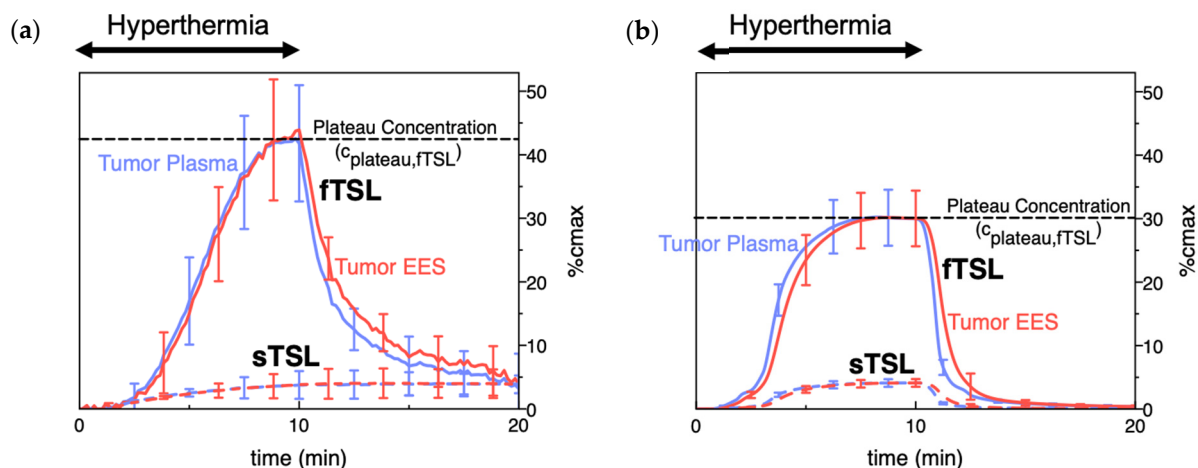 (a)
Hyperthermia
Plateau Concentration
(c_plateau,fTSL)
Tumor Plasma
fTSL
Tumor EES
sTSL
50
40
30
20
10
0
%cmax
0
10
20
time (min)
(b)
Hyperthermia
Plateau Concentration
(c_plateau,fTSL)
Tumor Plasma
fTSL
Tumor EES
sTSL
50
40
30
20
10
0
%cmax
0
10
20
time (min)